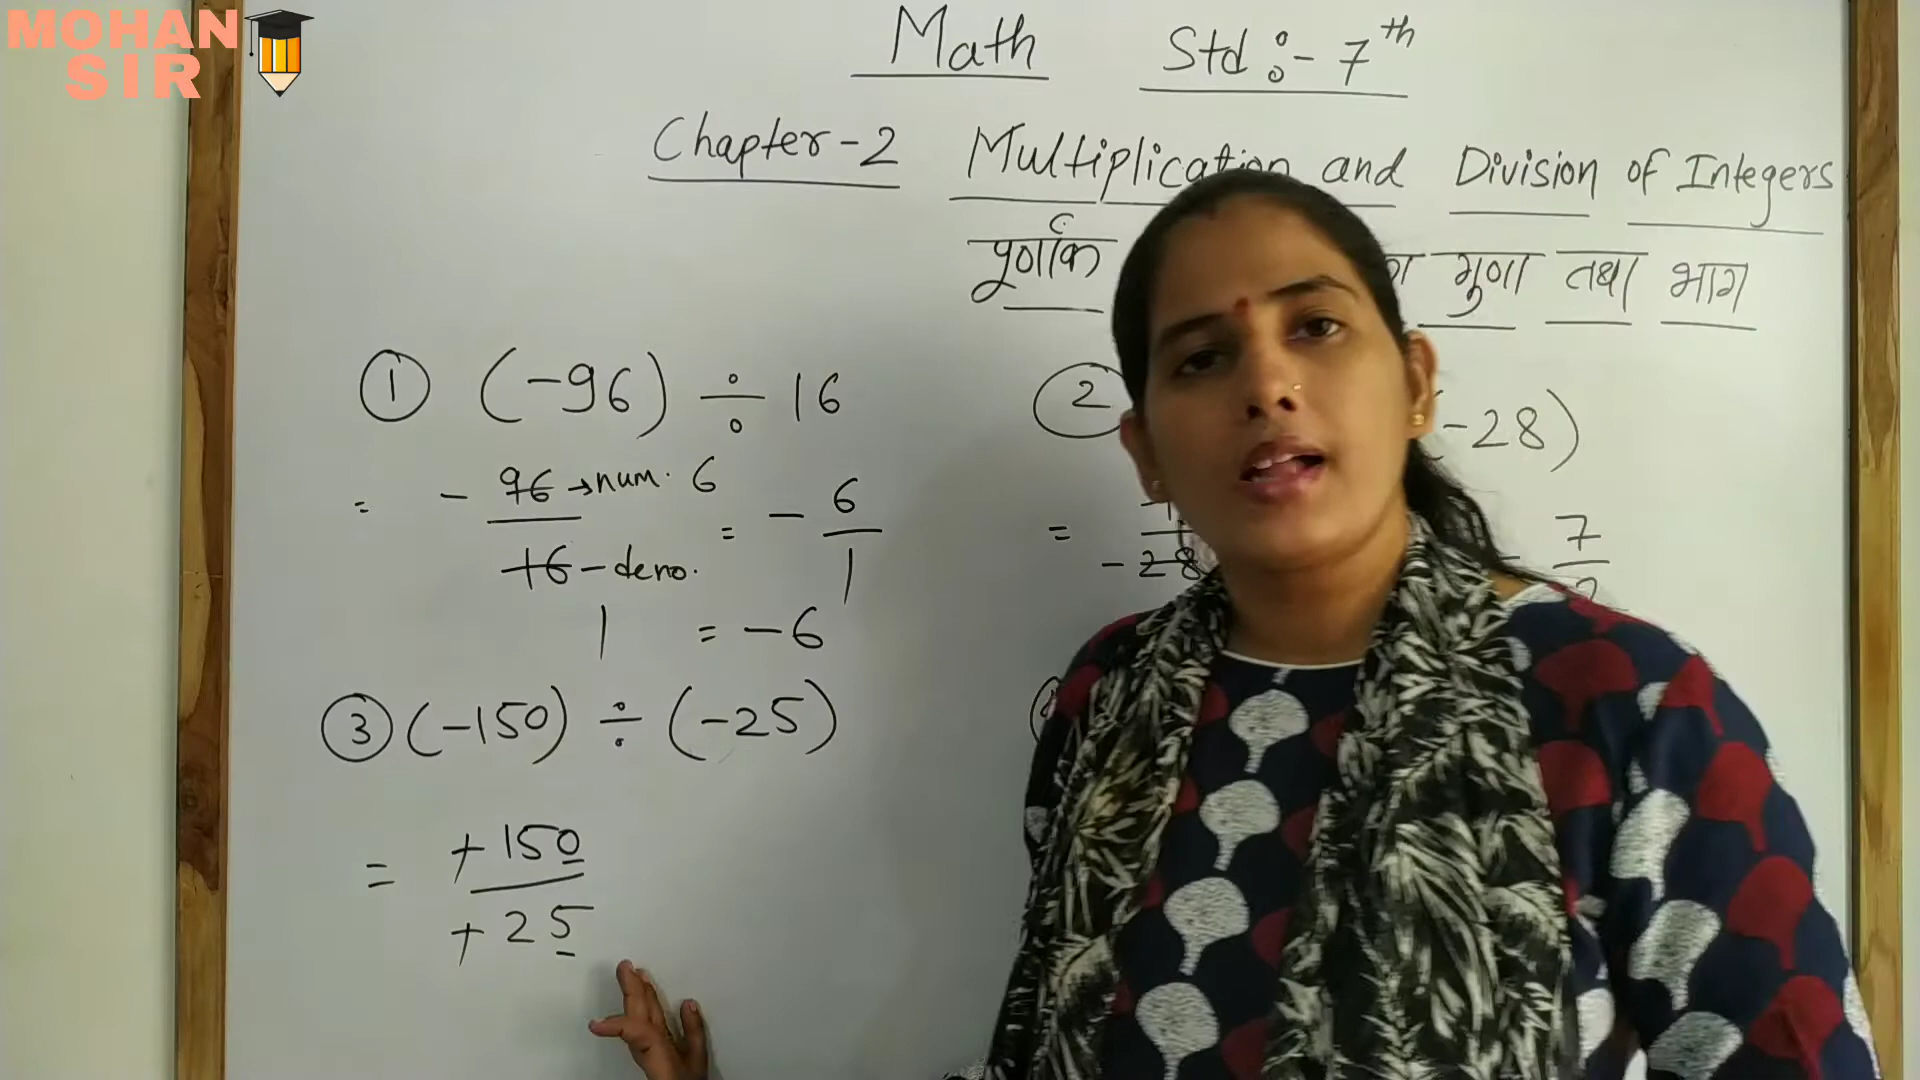 MOHAN
SIR
Math Std :- 7th
Chapter-2 Multiplication and Division of Integers
पूर्णांक गुणा तथा भाग
① (-96) ÷ 16
② (-28)
= - 96 → num. 6
16 - deno.
1
= - 6
1
= -6
= - 28
7
③ (-150) ÷ (-25)
= + 150
+ 25